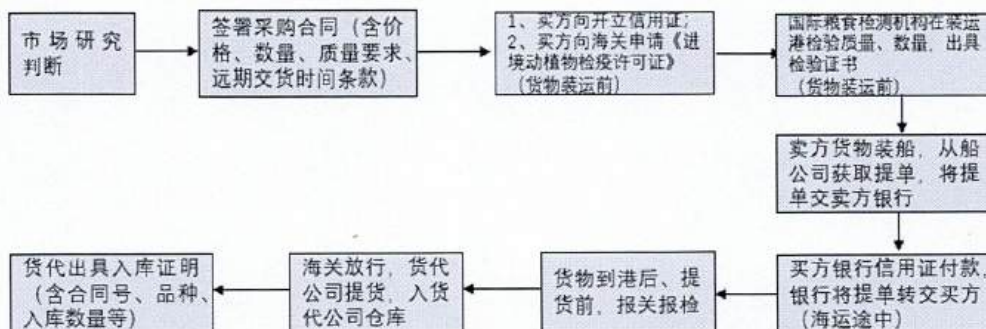 市场研究
判断
签署采购合同（含价
格、数量、质量要求、
远期交货时间条款）
1、买方向开立信用证；
2、买方向海关申请《进
境动植物检疫许可证》
（货物装运前）
国际粮食检测机构在装运
港检验质量、数量，出具
检验证书
（货物装运前）
卖方货物装船，从船
公司获取提单，将提
单交卖方银行
买方银行信用证付款，
银行将提单转交买方
（海运途中）
货物到港后、提
货前，报关报检
海关放行，货代
公司提货，入货
代公司仓库
货代出具入库证明
（含合同号、品种、
入库数量等）